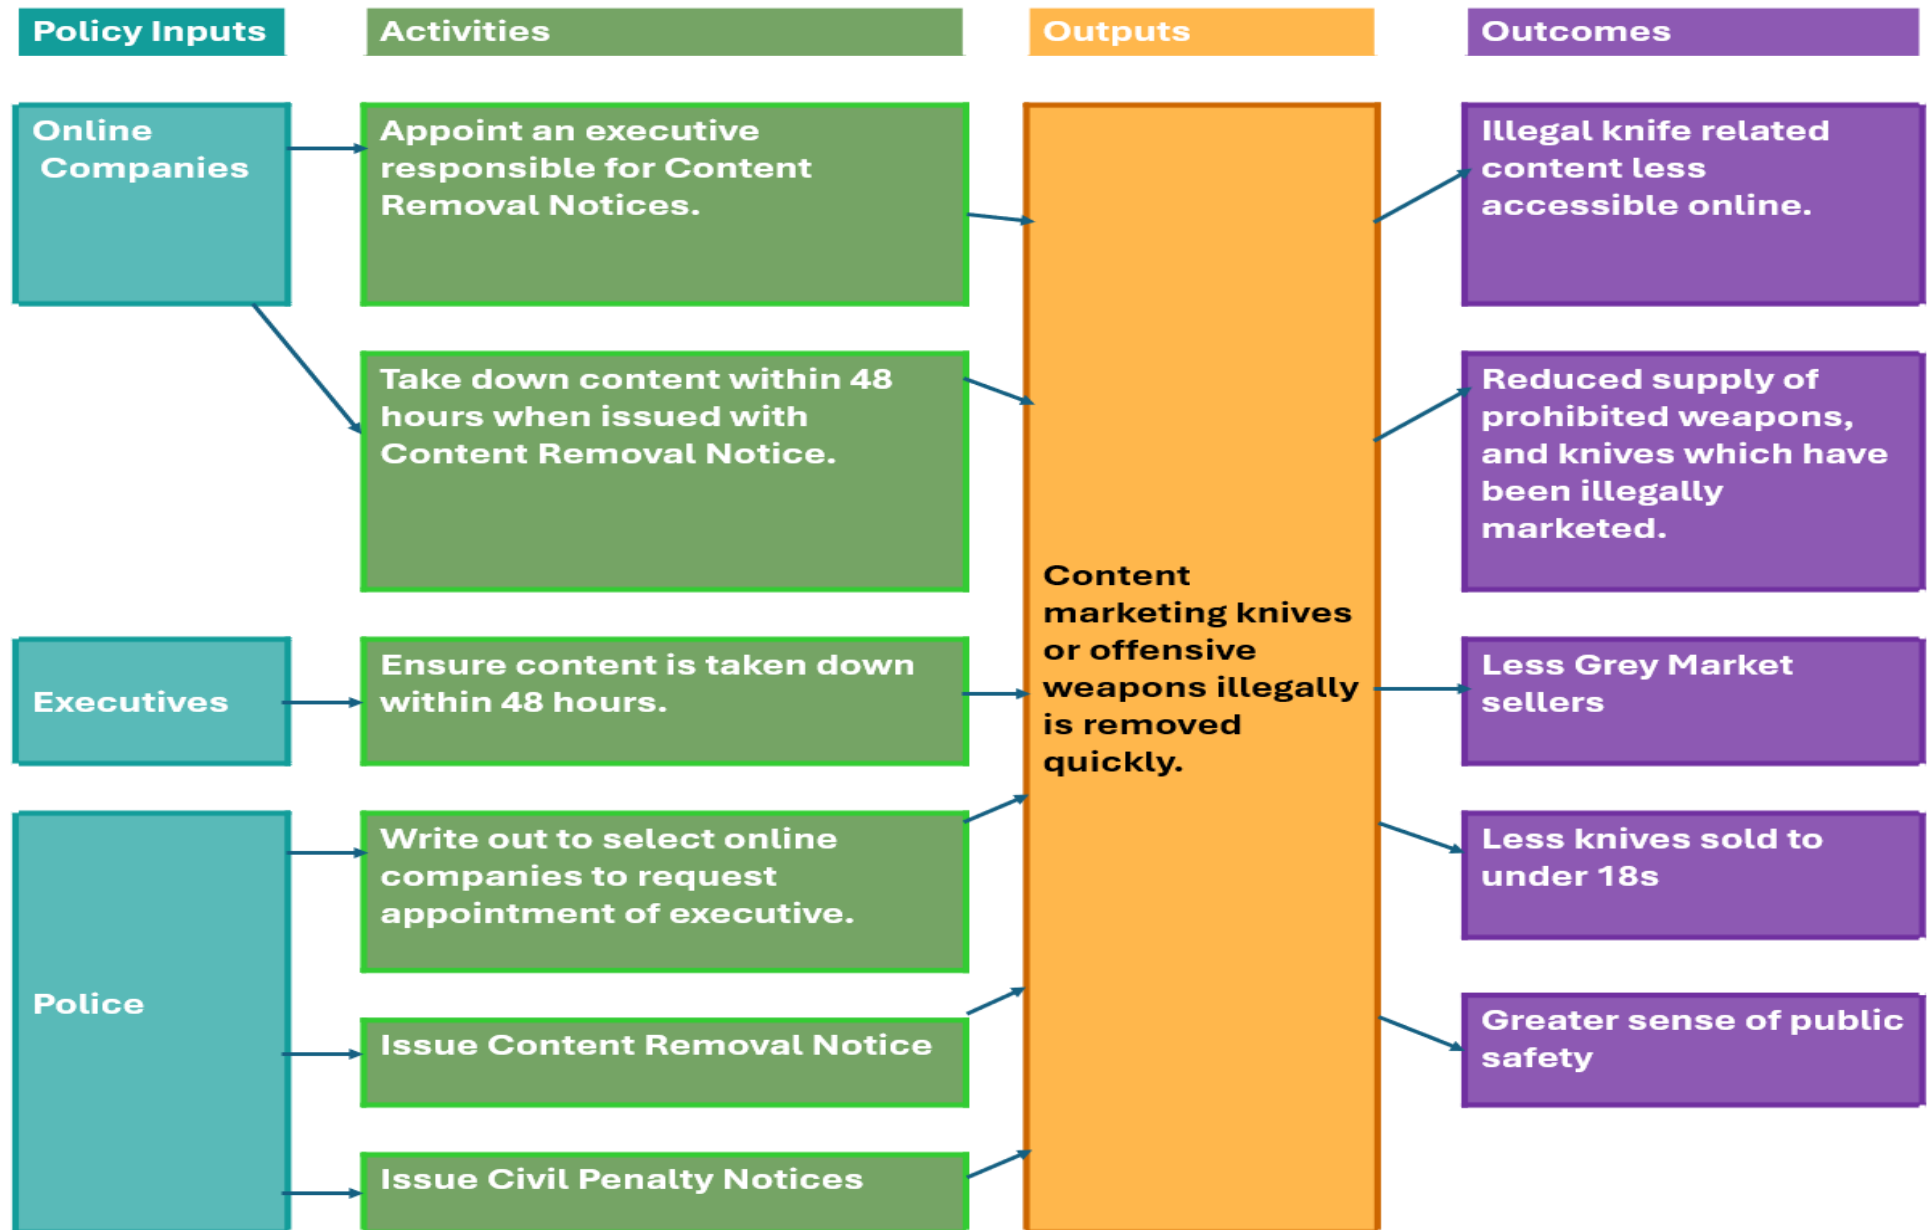 Policy Inputs
Activities
Outputs
Outcomes
Online
Companies
Appoint an executive
responsible for Content
Removal Notices.
Take down content within 48
hours when issued with
Content Removal Notice.
Executives
Ensure content is taken down
within 48 hours.
Police
Write out to select online
companies to request
appointment of executive.
Issue Content Removal Notice
Issue Civil Penalty Notices
Content
marketing knives
or offensive
weapons illegally
is removed
quickly.
Illegal knife related
content less
accessible online.
Reduced supply of
prohibited weapons,
and knives which have
been illegally
marketed.
Less Grey Market
sellers
Less knives sold to
under 18s
Greater sense of public
safety